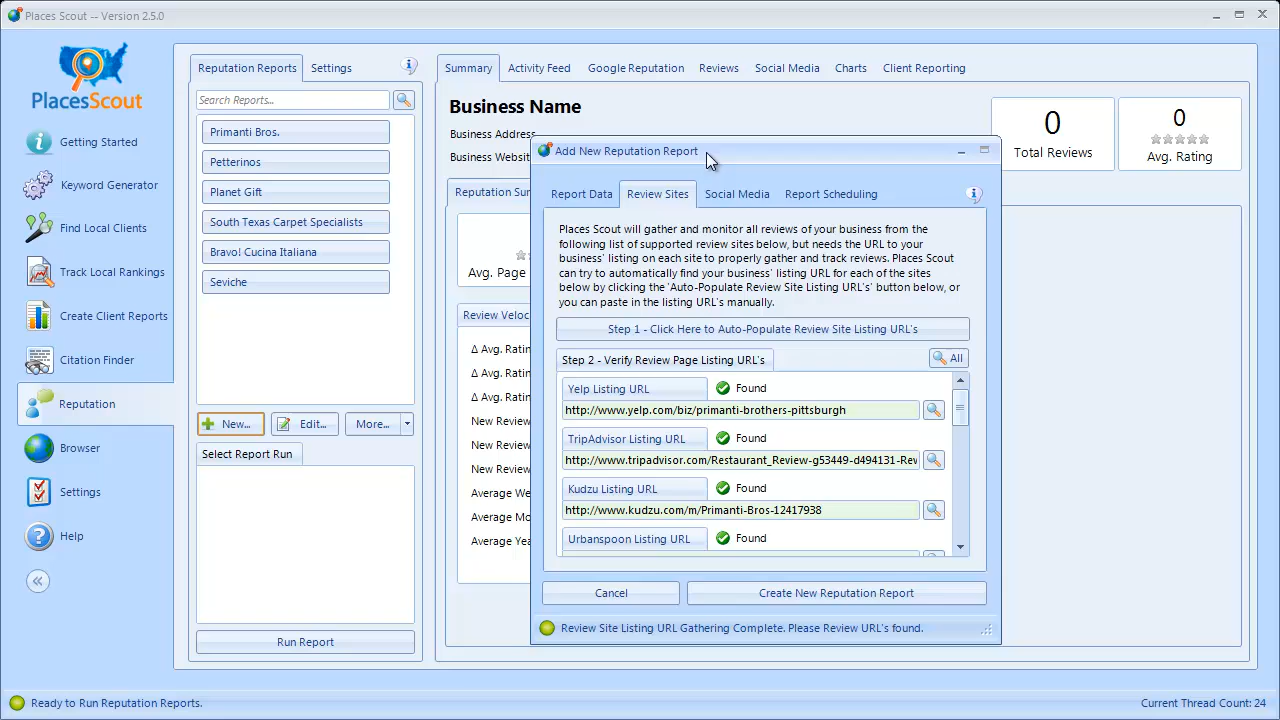 Places Scout -- Version 2.5.0
PlacesScout
Getting Started
Keyword Generator
Find Local Clients
Track Local Rankings
Create Client Reports
Citation Finder
Reputation
Browser
Settings
Help
Reputation Reports
Settings
Search Reports...
Primanti Bros.
Petterinos
Planet Gift
South Texas Carpet Specialists
Bravo! Cucina Italiana
Seviche
New...
Edit...
More...
Select Report Run
Run Report
Summary
Activity Feed
Google Reputation
Reviews
Social Media
Charts
Client Reporting
Business Name
Business Address
Business Websit
0
Total Reviews
0
Avg. Rating
Reputation Sum
Avg. Page
Review Veloc
Δ Avg. Ratin
Δ Avg. Ratin
Δ Avg. Ratin
New Review
New Review
New Review
Average We
Average Mo
Average Yea
Add New Reputation Report
Report Data
Review Sites
Social Media
Report Scheduling
Places Scout will gather and monitor all reviews of your business from the
following list of supported review sites below, but needs the URL to your
business' listing on each site to properly gather and track reviews. Places Scout
can try to automatically find your business' listing URL for each of the sites
below by clicking the 'Auto-Populate Review Site Listing URL's' button below, or
you can paste in the listing URL's manually.
Step 1 - Click Here to Auto-Populate Review Site Listing URL's
Step 2 - Verify Review Page Listing URL's
All
Yelp Listing URL
Found
http://www.yelp.com/biz/primanti-brothers-pittsburgh
TripAdvisor Listing URL
Found
http://www.tripadvisor.com/Restaurant_Review-g53449-d494131-Rev
Kudzu Listing URL
Found
http://www.kudzu.com/m/Primanti-Bros-12417938
Urbanspoon Listing URL
Found
Cancel
Create New Reputation Report
Review Site Listing URL Gathering Complete. Please Review URL's found.
Ready to Run Reputation Reports.
Current Thread Count: 24